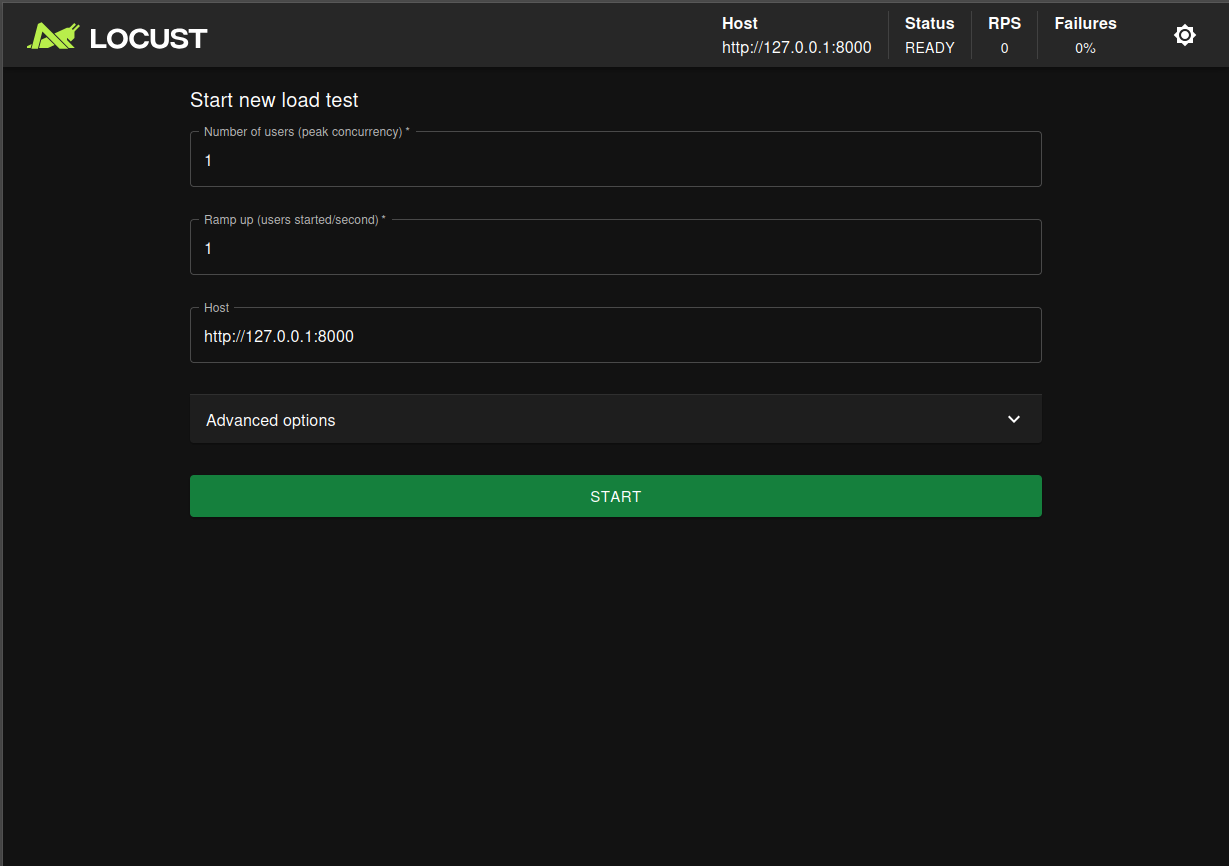 LOCUST
Host
http://127.0.0.1:8000
Status
READY
RPS
0
Failures
0%
Start new load test
Number of users (peak concurrency) *
1
Ramp up (users started/second) *
1
Host
http://127.0.0.1:8000
Advanced options
START